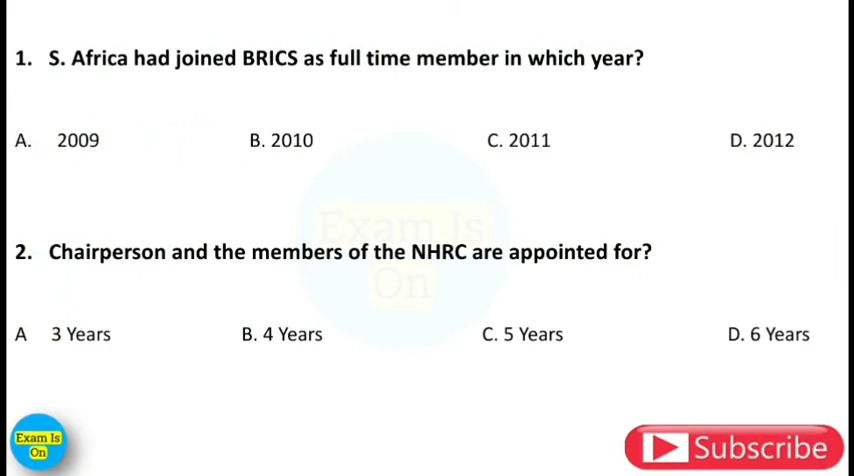 1. S. Africa had joined BRICS as full time member in which year?
A. 2009 B. 2010 C. 2011 D. 2012
Exam Is
On
2. Chairperson and the members of the NHRC are appointed for?
A 3 Years B. 4 Years C. 5 Years D. 6 Years
Exam Is
On
Subscribe